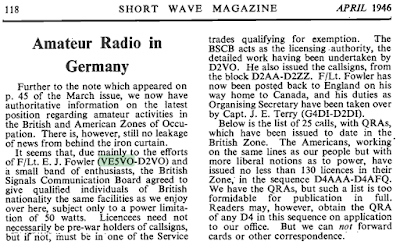 118 SHORT WAVE MAGAZINE APRIL 1946
Amateur Radio in
Germany
Further to the note which appeared on
p. 45 of the March issue, we now have
authoritative information on the latest
position regarding amateur activities in
the British and American Zones of Occu-
pation. There is, however, still no leakage
of news from behind the iron curtain.
It seems that, due mainly to the efforts
of F/Lt. E. J. Fowler (VE5VO-D2VO) and
a small band of enthusiasts, the British
Signals Communication Board agreed to
give qualified individuals of British
nationality the same facilities as we enjoy
over here, subject only to a power limita-
tion of 50 watts. Licences need not
necessarily be pre-war holders of callsigns,
but if not, must be in one of the Service
trades qualifying for exemption. The
BSCB acts as the licensing authority, the
detailed work having been undertaken by
D2VO. He also issued the callsigns, from
the block D2AA-D2ZZ. F/Lt. Fowler has
now been posted back to England on his
way home to Canada, and his duties as
Organising Secretary have been taken over
by Capt. J. E. Terry (G4DI-D2DI).
Below is the list of 25 calls, with QRAs,
which have been issued to date in the
British Zone. The Americans, working
on the same lines as our people but with
more liberal notions as to power, have
issued no less than 130 licences in their
Zone, in the sequence D4AAA-D4AFQ.
We have the QRAs, but such a list is too
formidable for publication in full.
Readers may, however, obtain the QRA
of any D4 in this sequence on application
to our office. But we can not forward
cards or other correspondence.